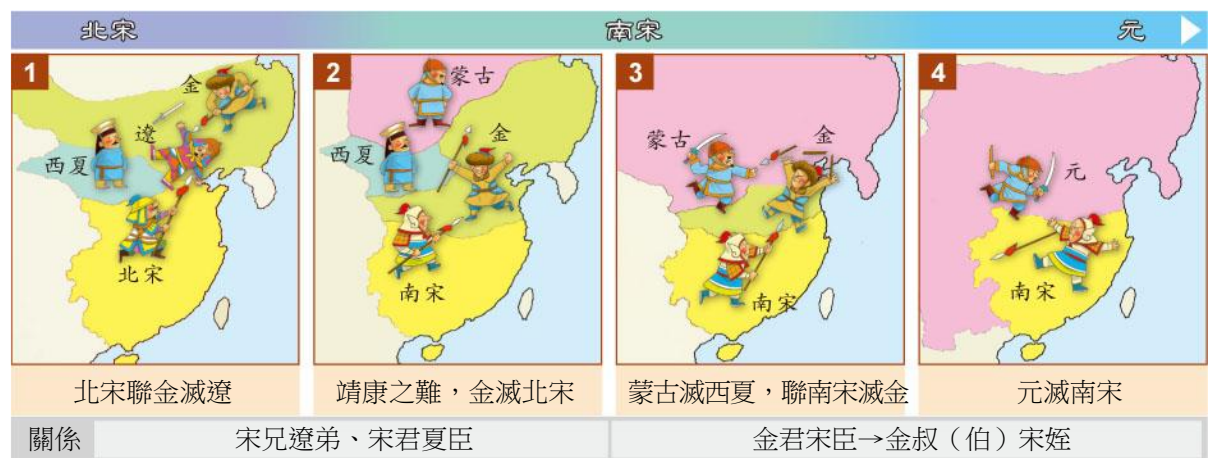 北宋
南宋
元
1
金
遼
西夏
北宋
2
蒙古
西夏
金
南宋
3
蒙古
金
南宋
4
元
南宋
北宋聯金滅遼
靖康之難，金滅北宋
蒙古滅西夏，聯南宋滅金
元滅南宋
關係
宋兄遼弟、宋君夏臣
金君宋臣→金叔（伯）宋姪